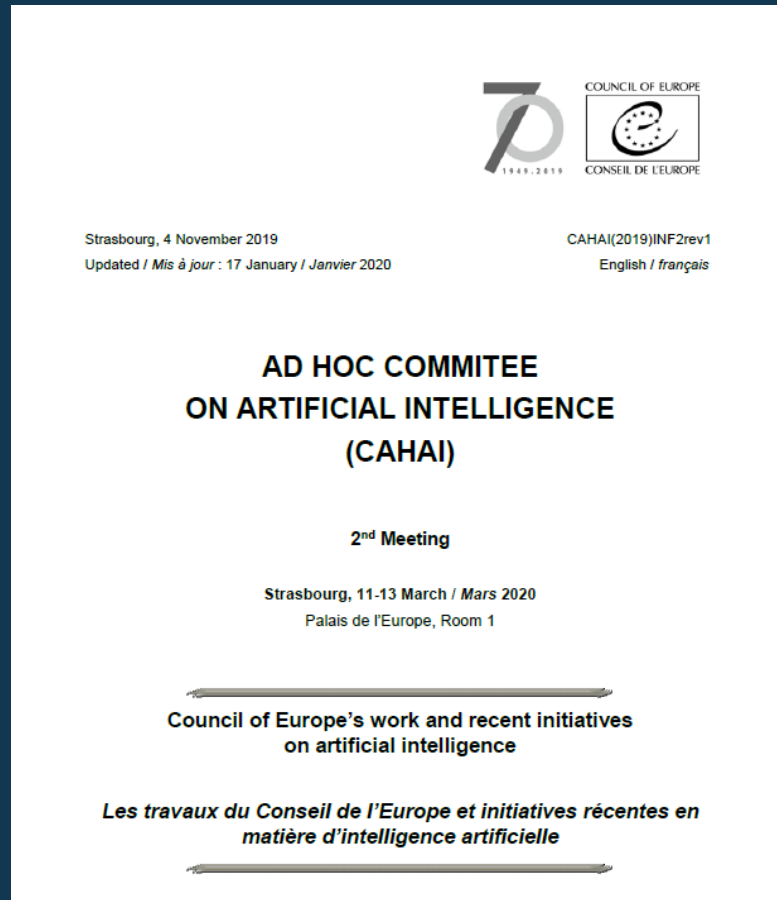 70
1949.2019
COUNCIL OF EUROPE
CONSEIL DE L'EUROPE
Strasbourg, 4 November 2019
CAHAI(2019)INF2rev1
Updated / Mis à jour : 17 January / Janvier 2020
English / français
AD HOC COMMITEE
ON ARTIFICIAL INTELLIGENCE
(CAHAI)
2nd Meeting
Strasbourg, 11-13 March / Mars 2020
Palais de l'Europe, Room 1
Council of Europe’s work and recent initiatives
on artificial intelligence
Les travaux du Conseil de l’Europe et initiatives récentes en
matière d’intelligence artificielle